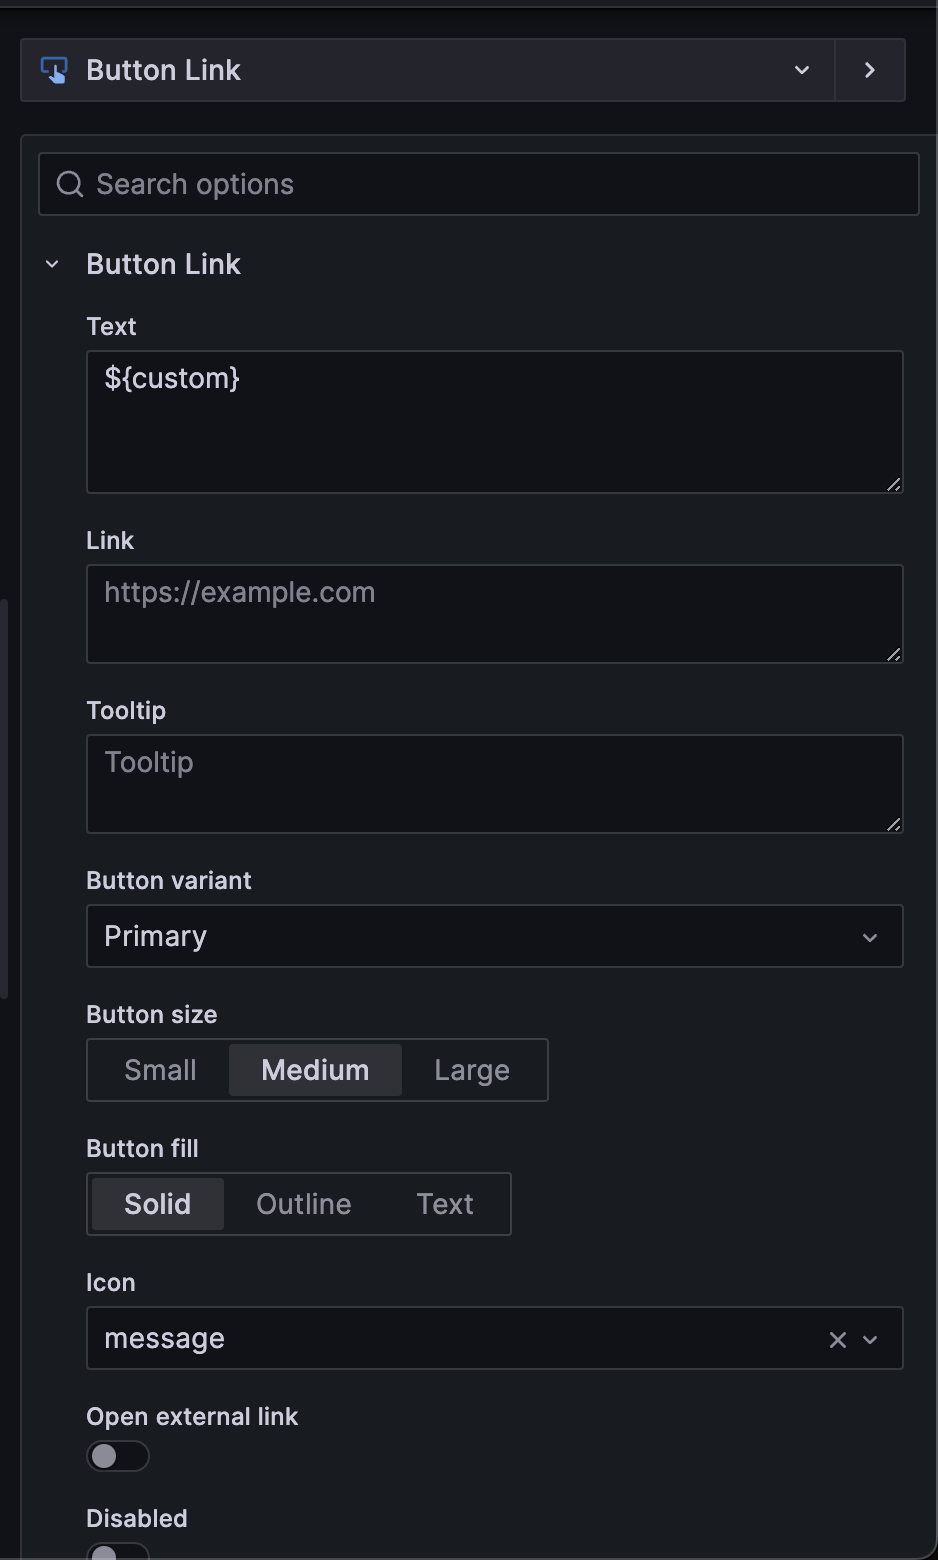 Button Link
Search options
Button Link
Text
${custom}
Link
https://example.com
Tooltip
Tooltip
Button variant
Primary
Button size
Small Medium Large
Button fill
Solid Outline Text
Icon
message
Open external link
Disabled